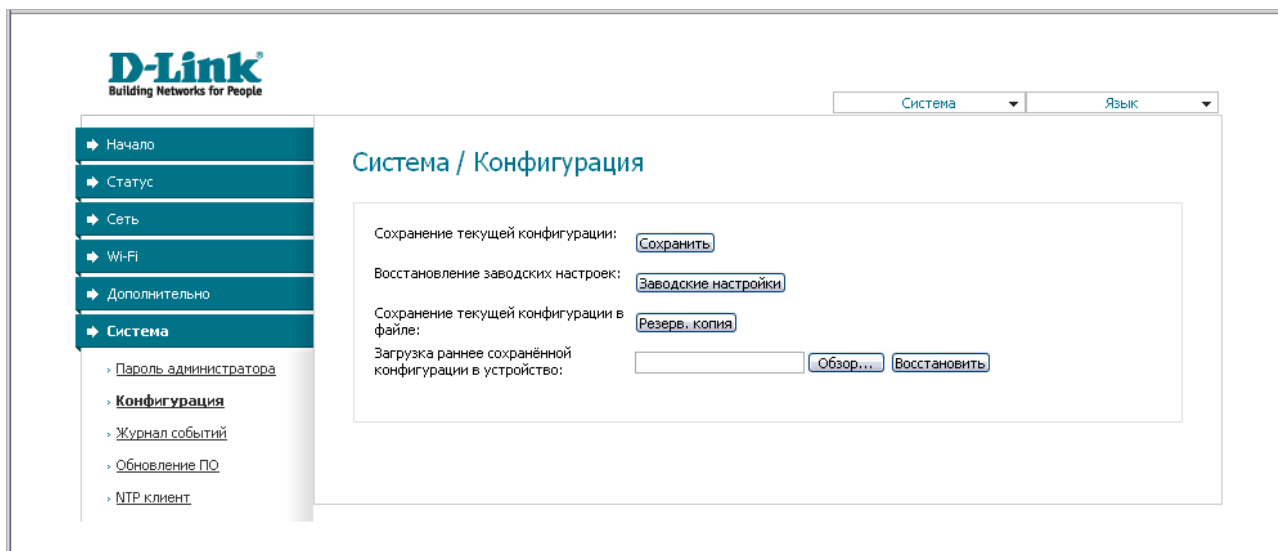 D-Link®
Building Networks for People
Система
Язык
Начало
Статус
Сеть
Wi-Fi
Дополнительно
Система
Пароль администратора
Конфигурация
Журнал событий
Обновление ПО
NTP клиент
Система / Конфигурация
Сохранение текущей конфигурации:
Сохранить
Восстановление заводских настроек:
Заводские настройки
Сохранение текущей конфигурации в
файле:
Резерв. копия
Загрузка раннее сохранённой
конфигурации в устройство:
Обзор...
Восстановить